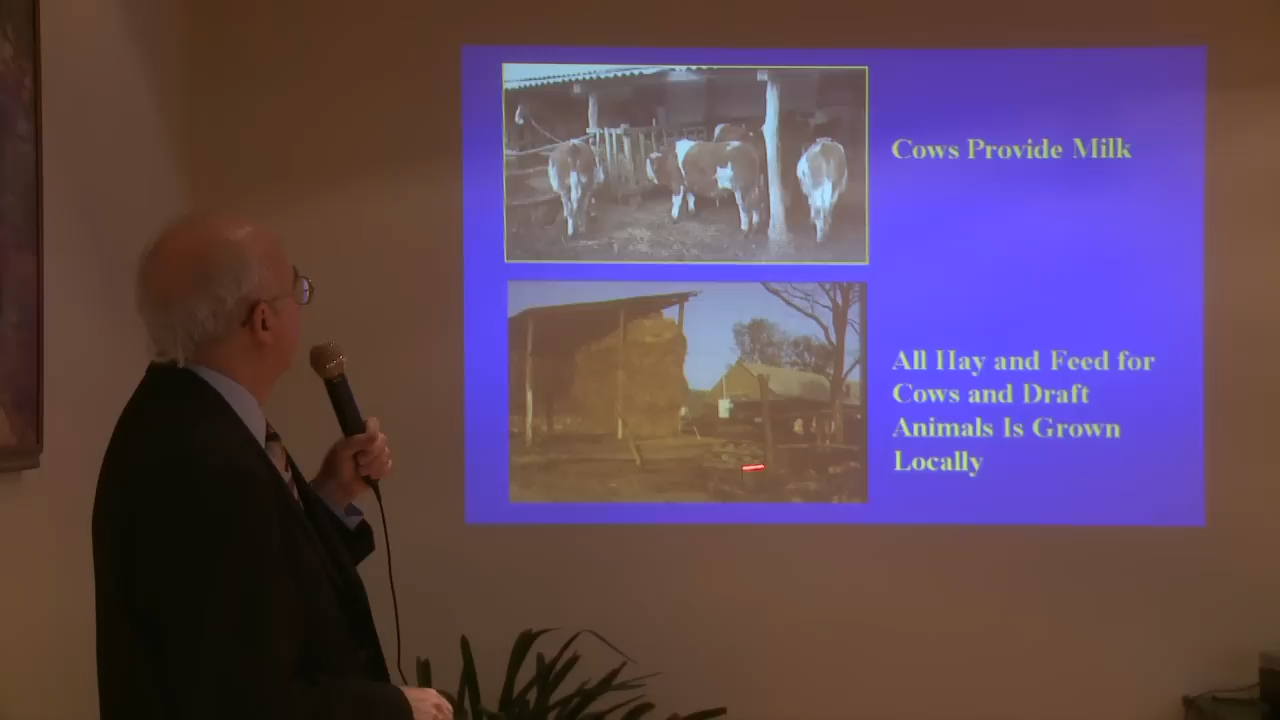 Cows Provide Milk
All Hay and Feed for
Cows and Draft
Animals Is Grown
Locally